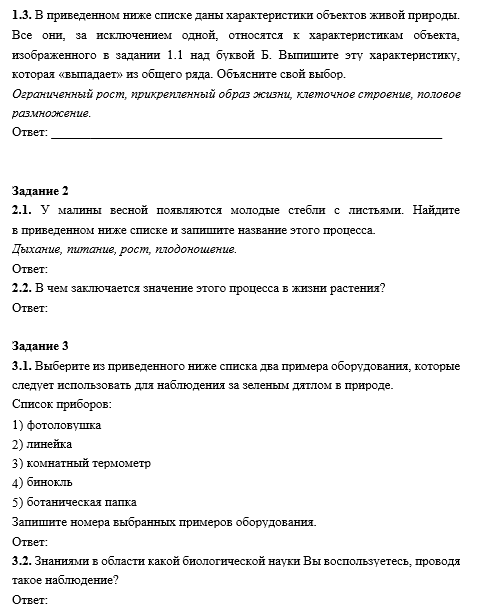 1.3. В приведенном ниже списке даны характеристики объектов живой природы.
Все они, за исключением одной, относятся к характеристикам объекта,
изображенного в задании 1.1 над буквой Б. Выпишите эту характеристику,
которая «выпадает» из общего ряда. Объясните свой выбор.
Ограниченный рост, прикрепленный образ жизни, клеточное строение, половое
размножение.
Ответ: ____________________________________________________________
Задание 2
2.1. У малины весной появляются молодые стебли с листьями. Найдите
в приведенном ниже списке и запишите название этого процесса.
Дыхание, питание, рост, плодоношение.
Ответ:
2.2. В чем заключается значение этого процесса в жизни растения?
Ответ:
Задание 3
3.1. Выберите из приведенного ниже списка два примера оборудования, которые
следует использовать для наблюдения за зеленым дятлом в природе.
Список приборов:
1) фотоловушка
2) линейка
3) комнатный термометр
4) бинокль
5) ботаническая папка
Запишите номера выбранных примеров оборудования.
Ответ:
3.2. Знаниями в области какой биологической науки Вы воспользуетесь, проводя
такое наблюдение?
Ответ: